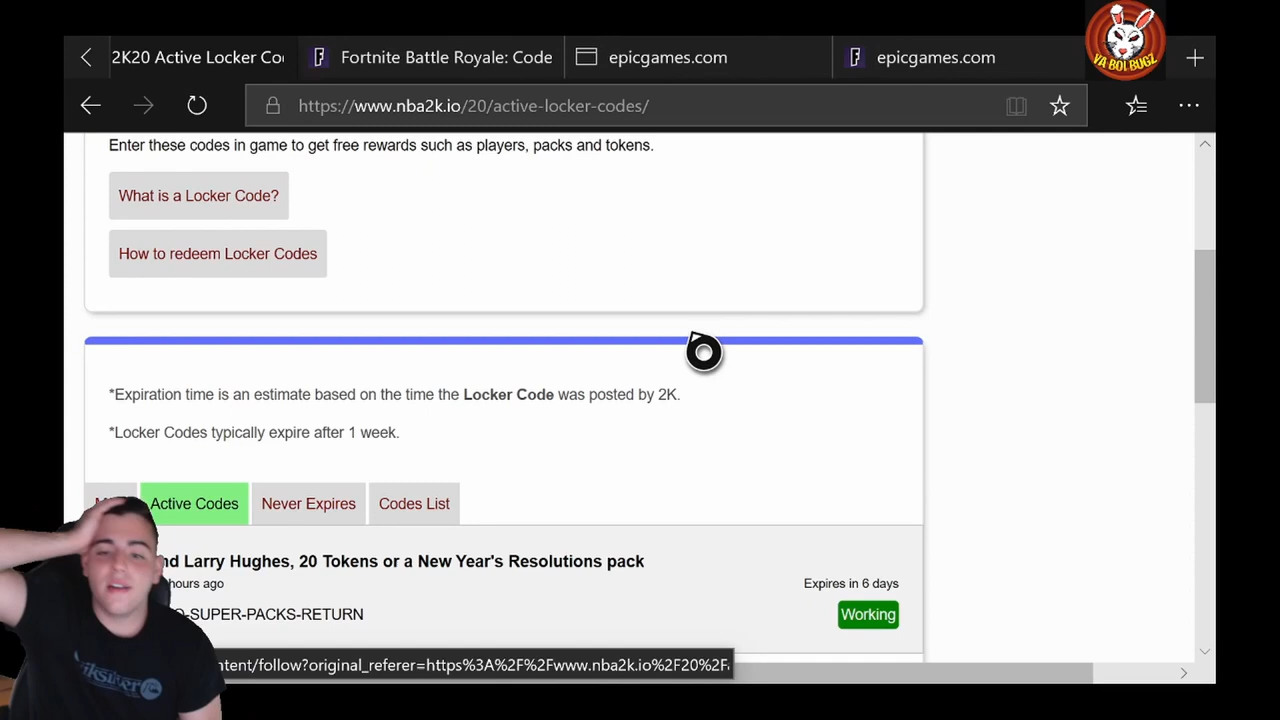 2K20 Active Locker Co
Fortnite Battle Royale: Code
epicgames.com
epicgames.com
YA BOI BUGZ
https://www.nba2k.io/20/active-locker-codes/
Enter these codes in game to get free rewards such as players, packs and tokens.
What is a Locker Code?
How to redeem Locker Codes
*Expiration time is an estimate based on the time the Locker Code was posted by 2K.
*Locker Codes typically expire after 1 week.
Active Codes
Never Expires
Codes List
nd Larry Hughes, 20 Tokens or a New Year's Resolutions pack
hours ago
Expires in 6 days
-SUPER-PACKS-RETURN
Working
ntent/follow?original_referer=https%3A%2F%2Fwww.nba2k.io%2F20%2F
quiksilver